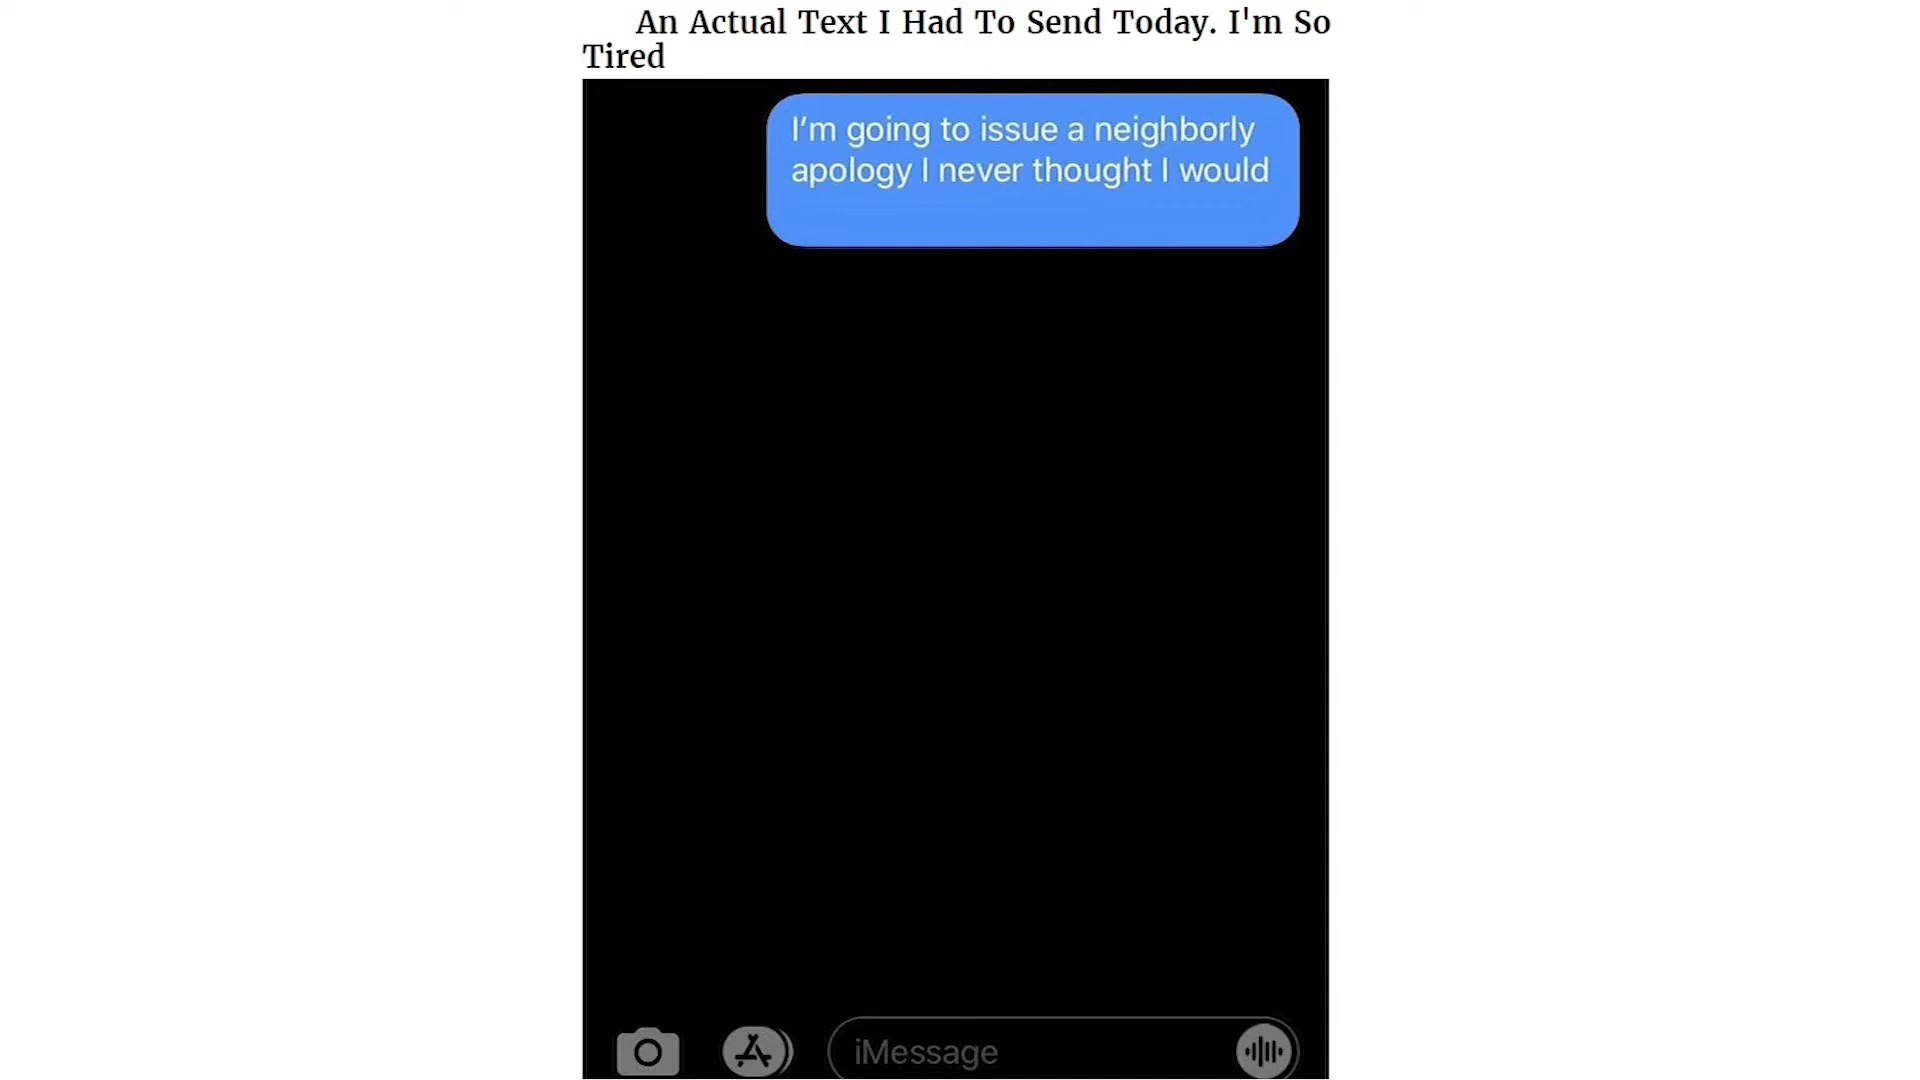 An Actual Text I Had To Send Today. I'm So
Tired
I’m going to issue a neighborly
apology I never thought I would
iMessage